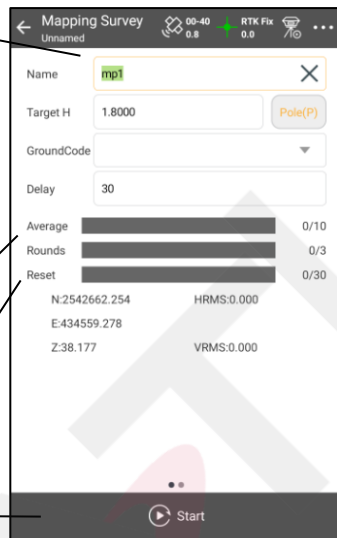 Mapping Survey
Unnamed
00-40
0.8
RTK Fix
0.0
Name
mp1
Target H
1.8000
Pole(P)
GroundCode
Delay
30
Average
0/10
Rounds
0/3
Reset
0/30
N:2542662.254
HRMS:0.000
E:434559.278
Z:38.177
VRMS:0.000
Start